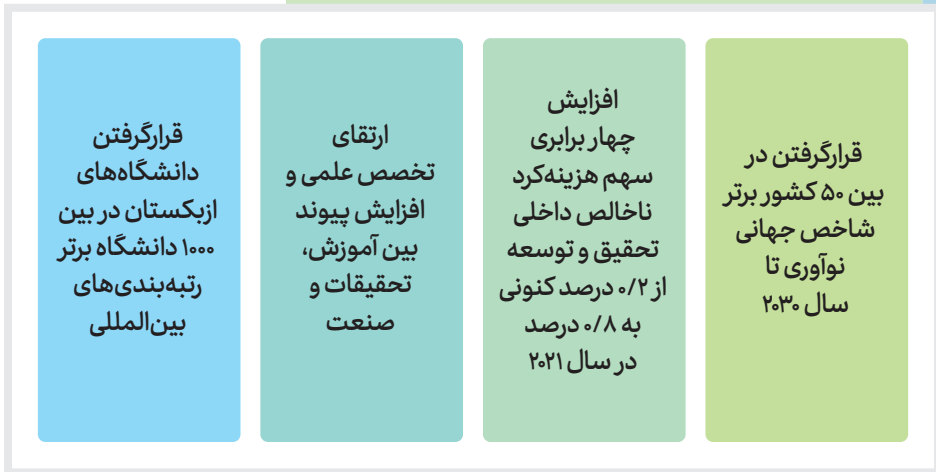 قرارگرفتن در
بین ۵۰ کشور برتر
شاخص جهانی
نوآوری تا
سال ۲۰۳۰
افزایش
چهار برابری
سهم هزینه‌کرد
ناخالص داخلی
تحقیق و توسعه
از ۰/۲ درصد کنونی
به ۰/۸ درصد
در سال ۲۰۲۱
ارتقای
تخصص علمی و
افزایش پیوند
بین آموزش،
تحقیقات و
صنعت
قرارگرفتن
دانشگاه‌های
ازبکستان در بین
۱۰۰۰ دانشگاه برتر
رتبه‌بندی‌های
بین‌المللی